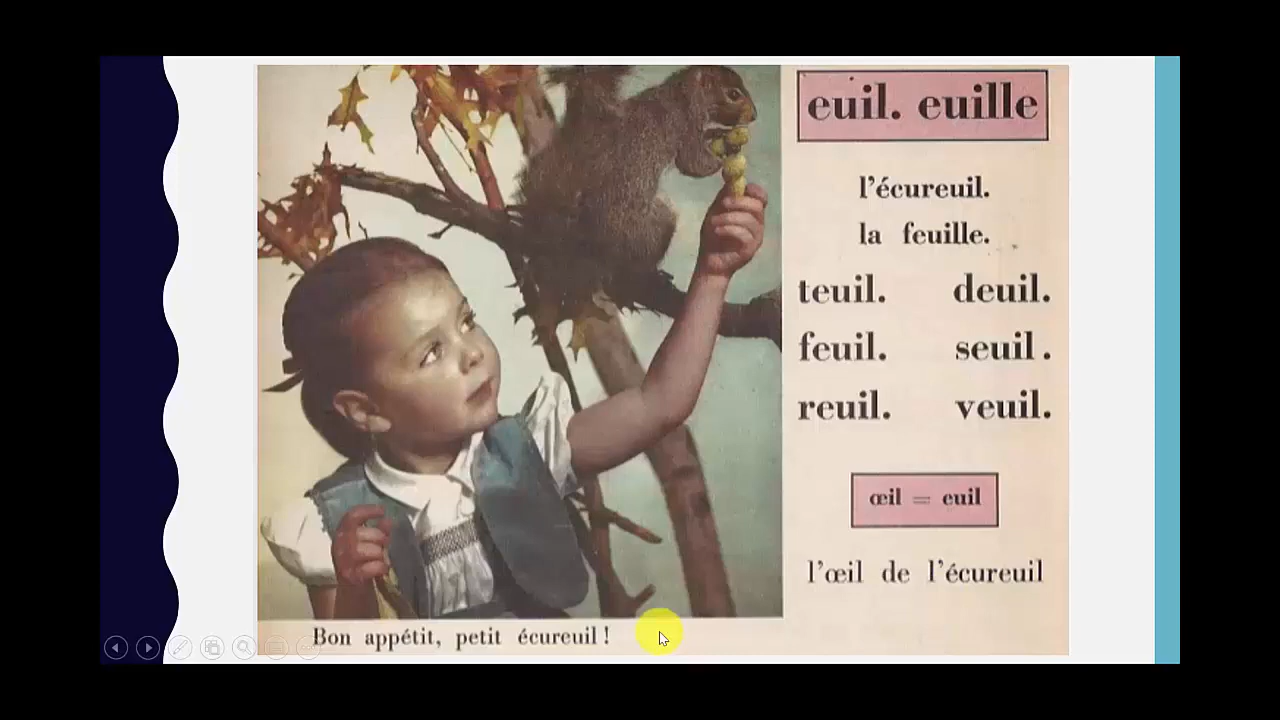 euil. euille
l'écureuil.
la feuille.
teuil. deuil.
feuil. seuil.
reuil. veuil.
œil = euil
l'œil de l'écureuil
Bon appétit, petit écureuil !